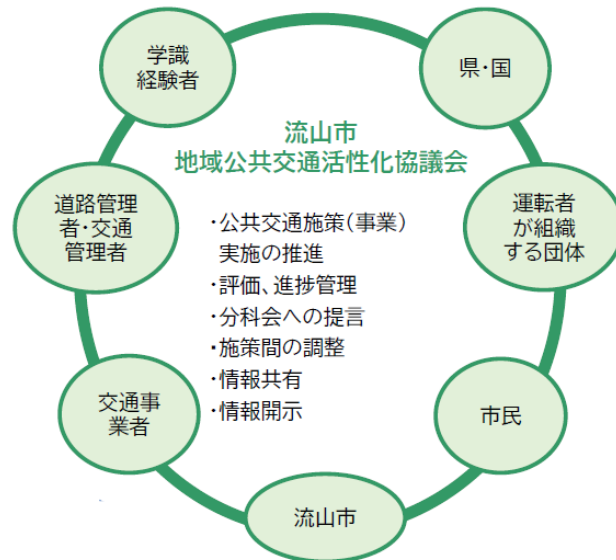 学識
経験者
県・国
流山市
地域公共交通活性化協議会
道路管理
者・交通
管理者
・公共交通施策(事業)
実施の推進
・評価、進捗管理
・分科会への提言
・施策間の調整
・情報共有
・情報開示
運転者
が組織
する団体
交通事
業者
市民
流山市